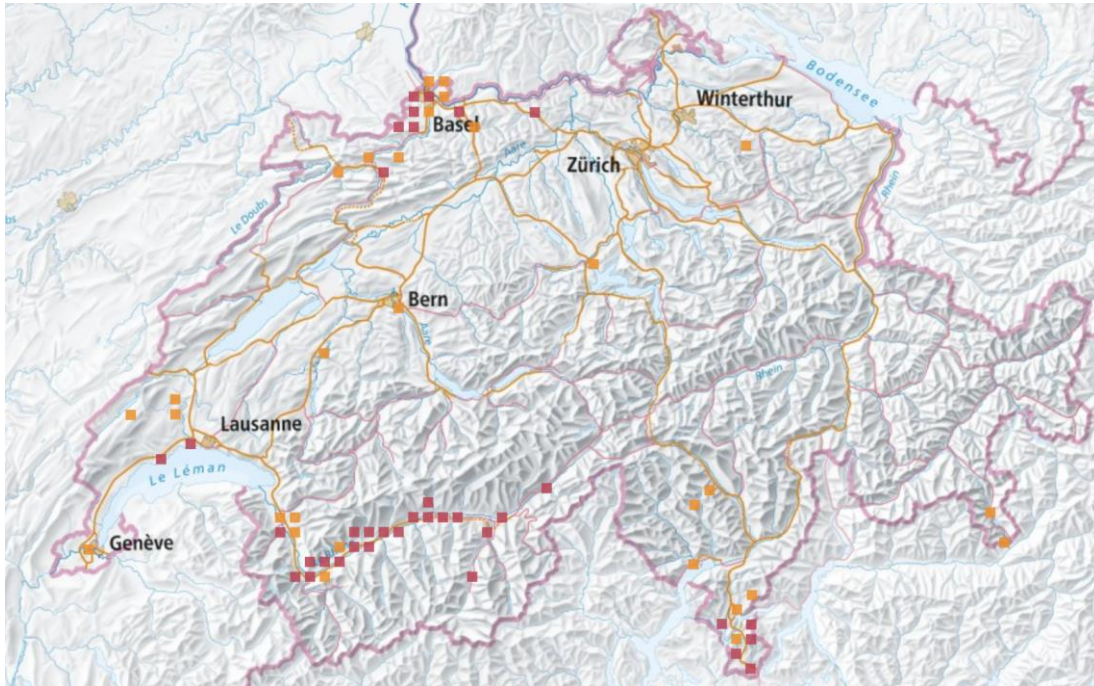 Bodensee
Winterthur
Basel
Aare
Zürich
Rhein
Le Doubs
Bern
Aare
Rhein
Lausanne
Le Léman
Genève